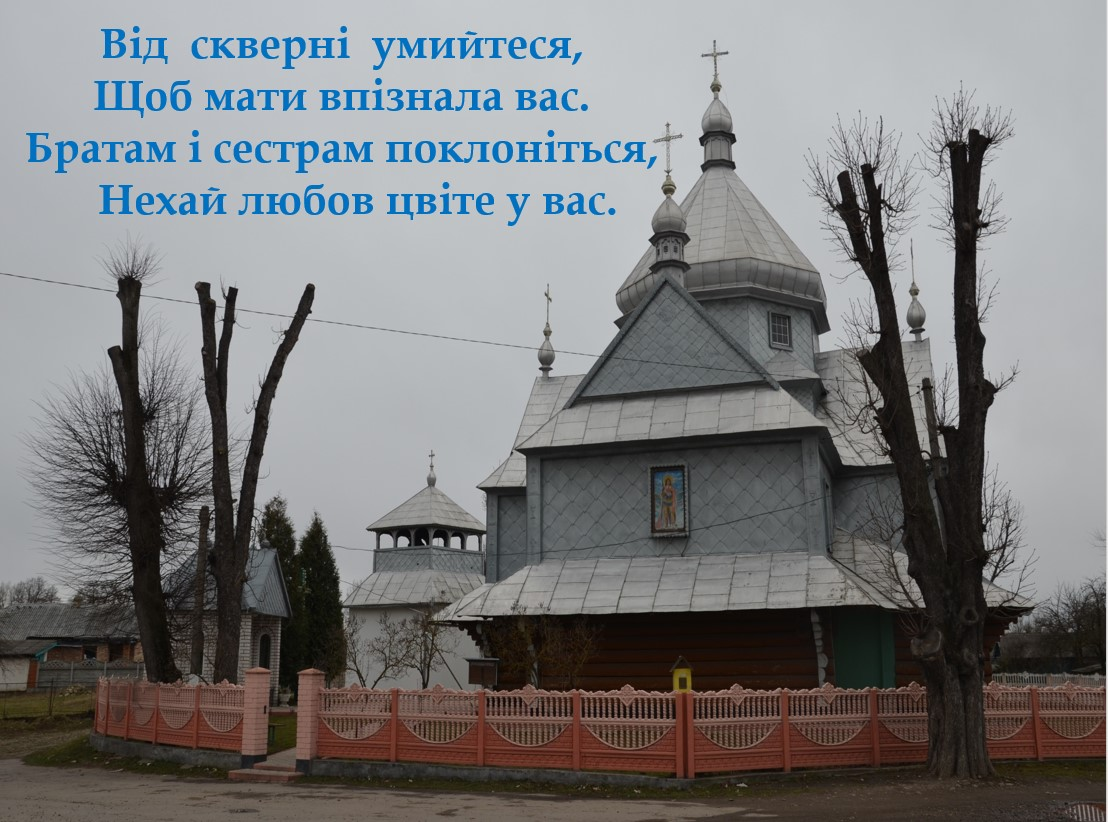 Від скверні умийтеся,
Щоб мати впізнала вас.
Братам і сестрам поклоніться,
Нехай любов цвіте у вас.